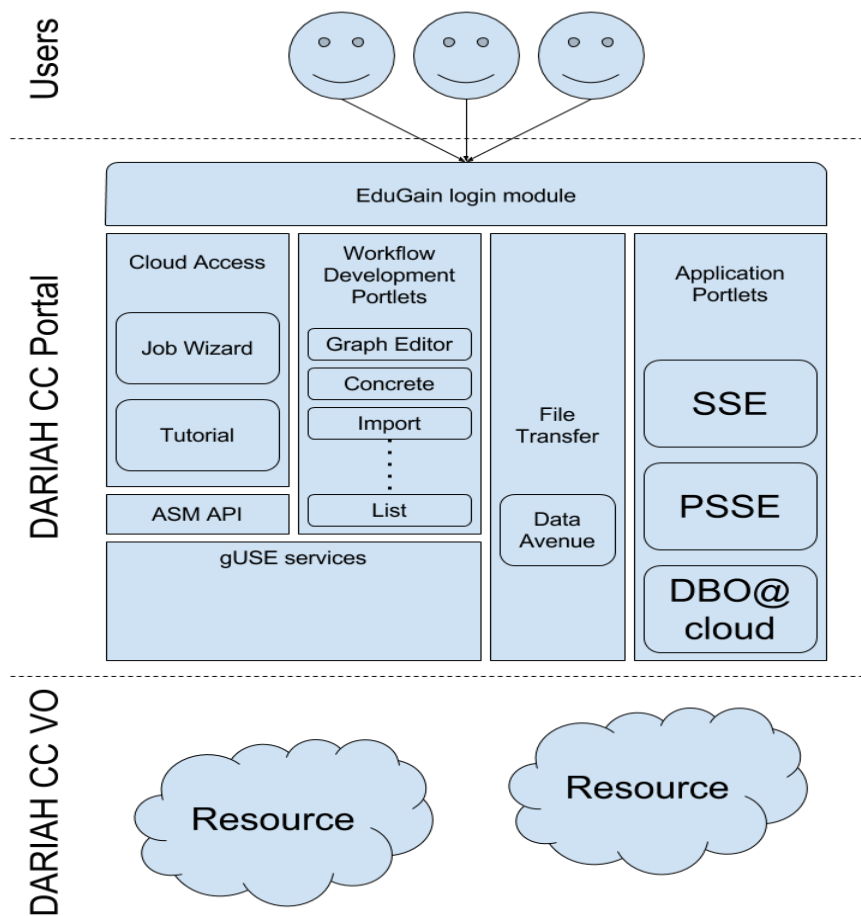 Users
EduGain login module
DARIAH CC Portal
Cloud Access
Job Wizard
Tutorial
ASM API
Workflow
Development
Portlets
Graph Editor
Concrete
Import
List
gUSE services
File
Transfer
Data
Avenue
Application
Portlets
SSE
PSSE
DBO@
cloud
DARIAH CC VO
Resource
Resource